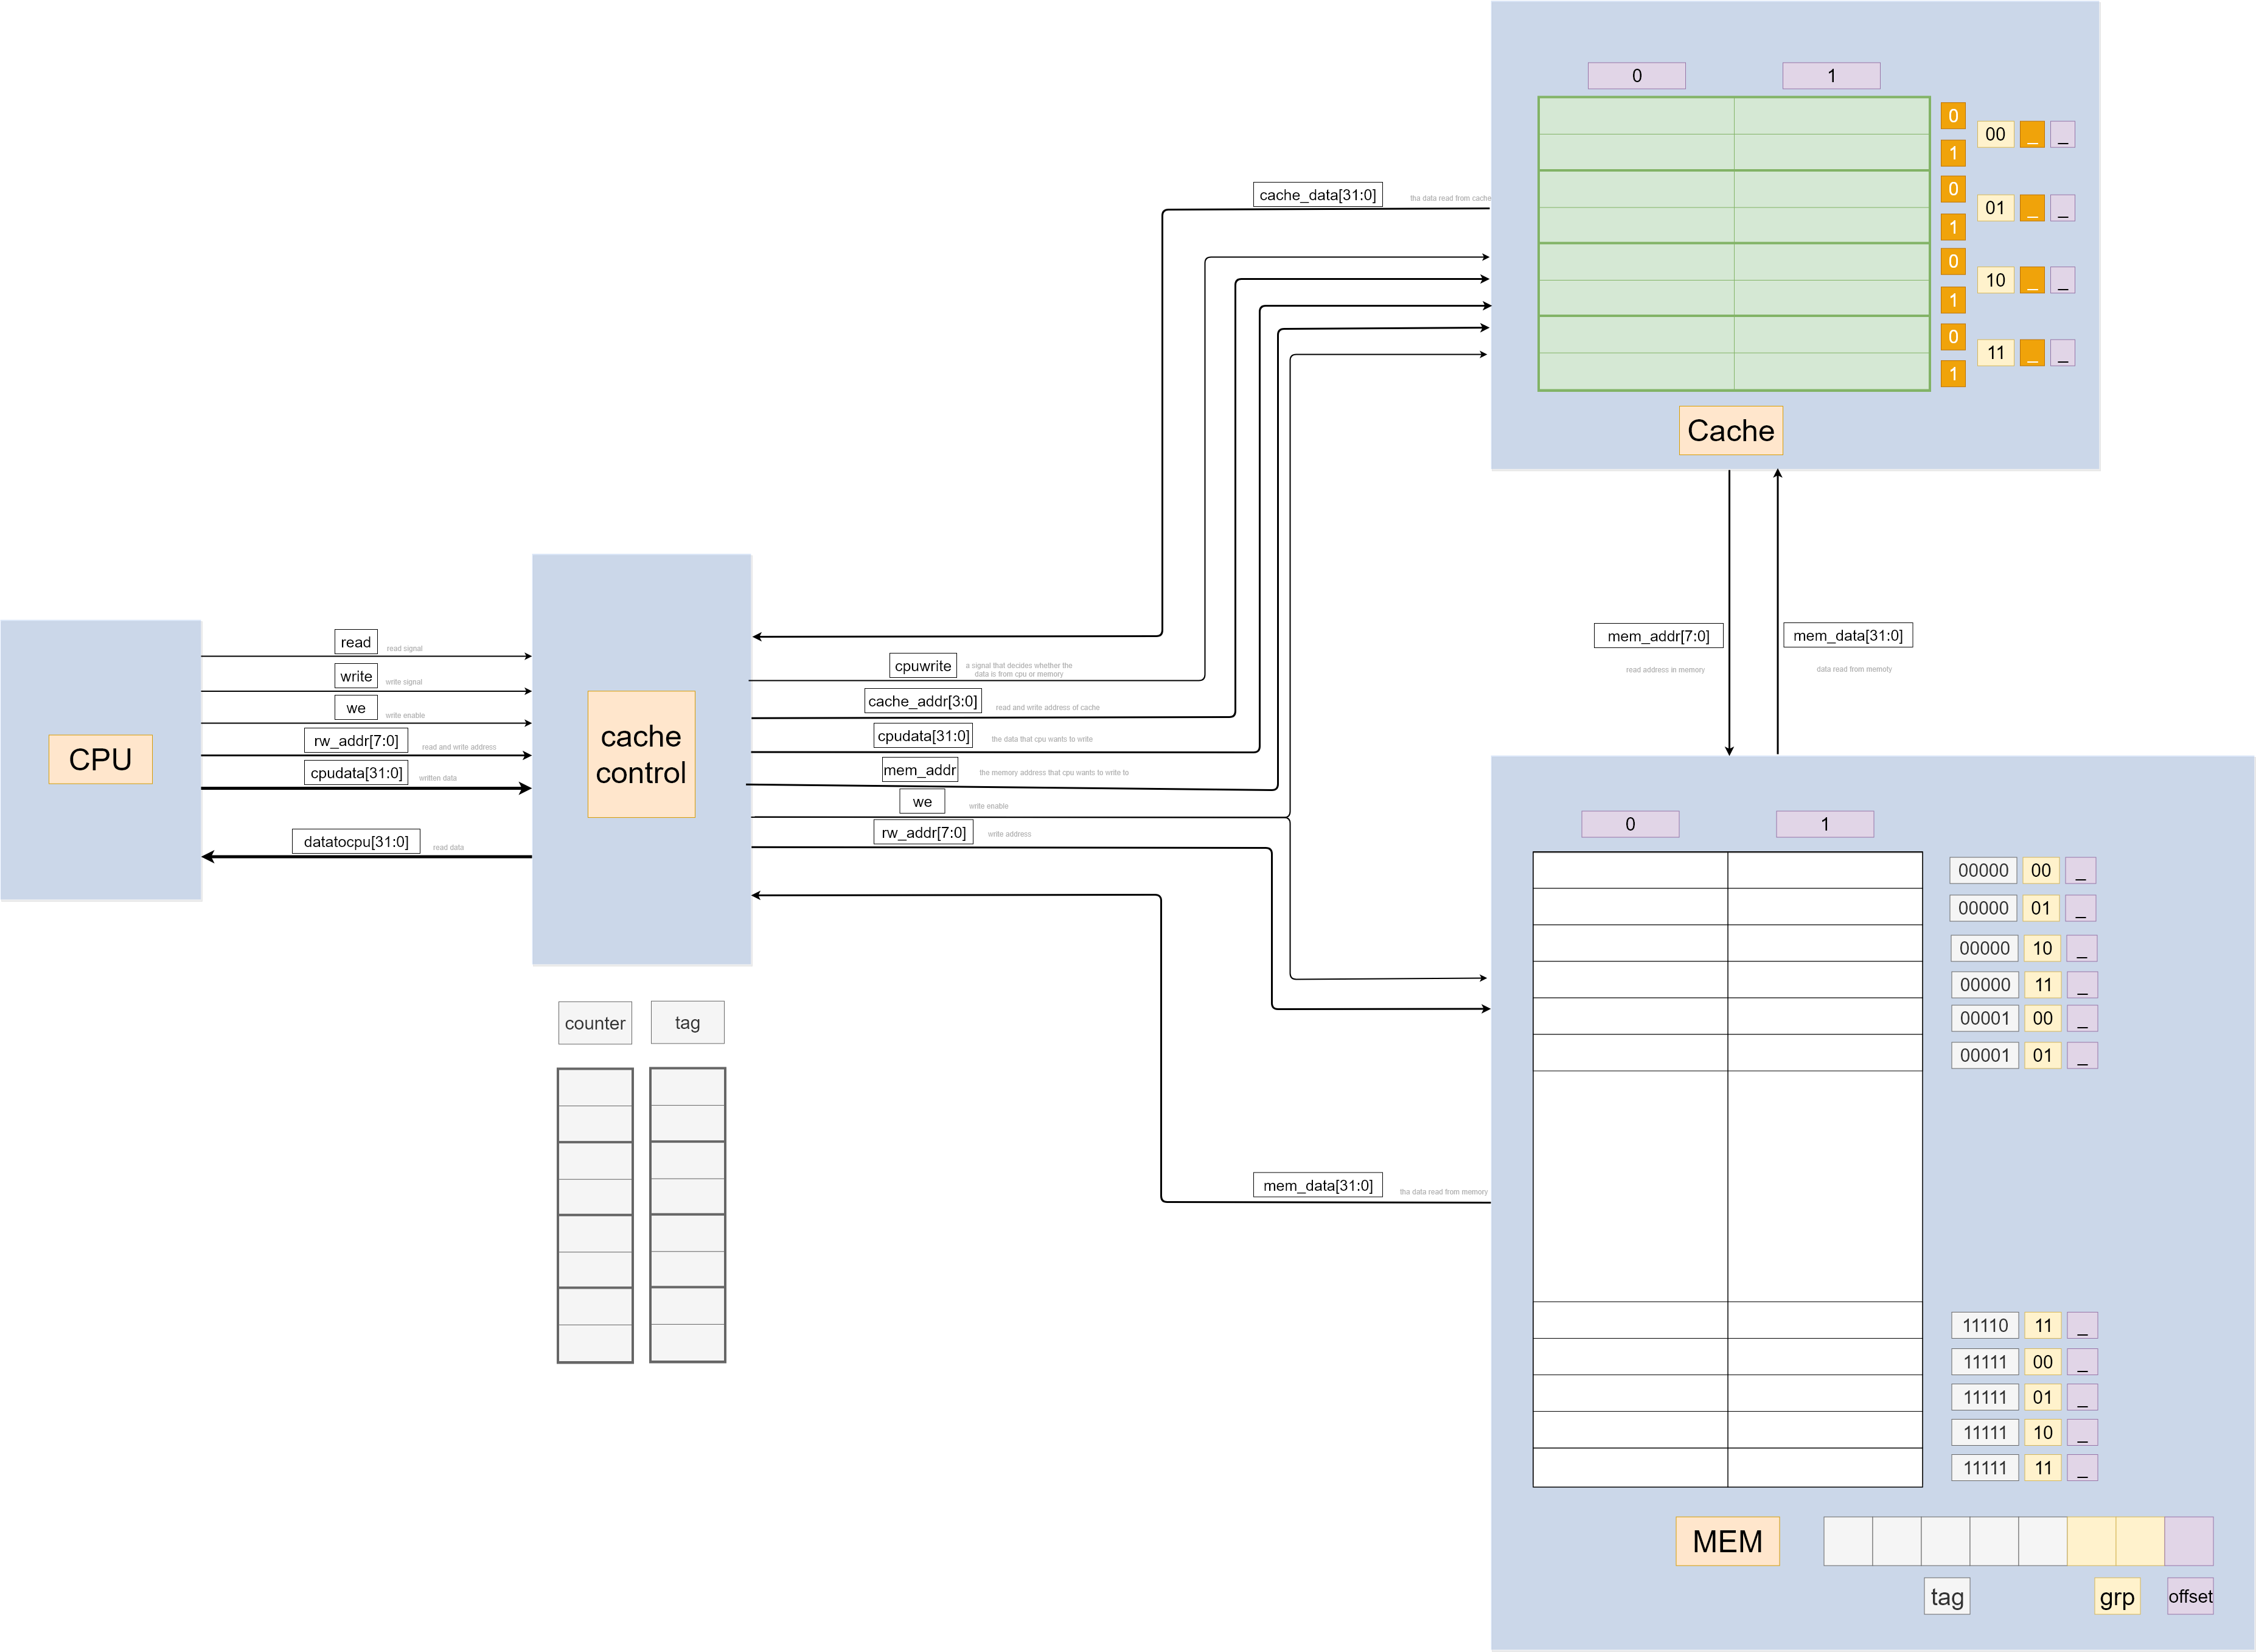 0 1
0
00 _ _
1
0
01 _ _
1
0
10 _ _
1
0
11 _ _
1
Cache
cache_data[31:0] tha data read from cache
read read signal
write write signal
we write enable
rw_addr[7:0] read and write address
CPU
cpudata[31:0] written data
datatocpu[31:0] read data
cache
control
cpuwrite a signal that decides whether the
data is from cpu or memory
cache_addr[3:0] read and write address of cache
cpudata[31:0] the data that cpu wants to write
mem_addr the memory address that cpu wants to write to
we write enable
rw_addr[7:0] write address
mem_addr[7:0] mem_data[31:0]
read address in memory data read from memoty
counter tag
mem_data[31:0] tha data read from memory
0 1
00000 00 _
00000 01 _
00000 10 _
00000 11 _
00001 00 _
00001 01 _
11110 11 _
11111 00 _
11111 01 _
11111 10 _
11111 11 _
MEM
tag grp offset